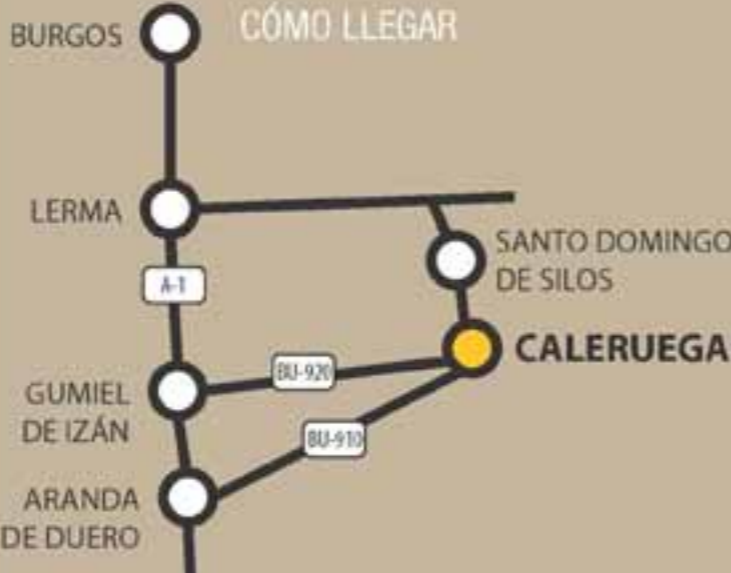 CÓMO LLEGAR
BURGOS
LERMA
A-1
SANTO DOMINGO
DE SILOS
CALERUEGA
BU-920
GUMIEL
DE IZÁN
BU-910
ARANDA
DE DUERO